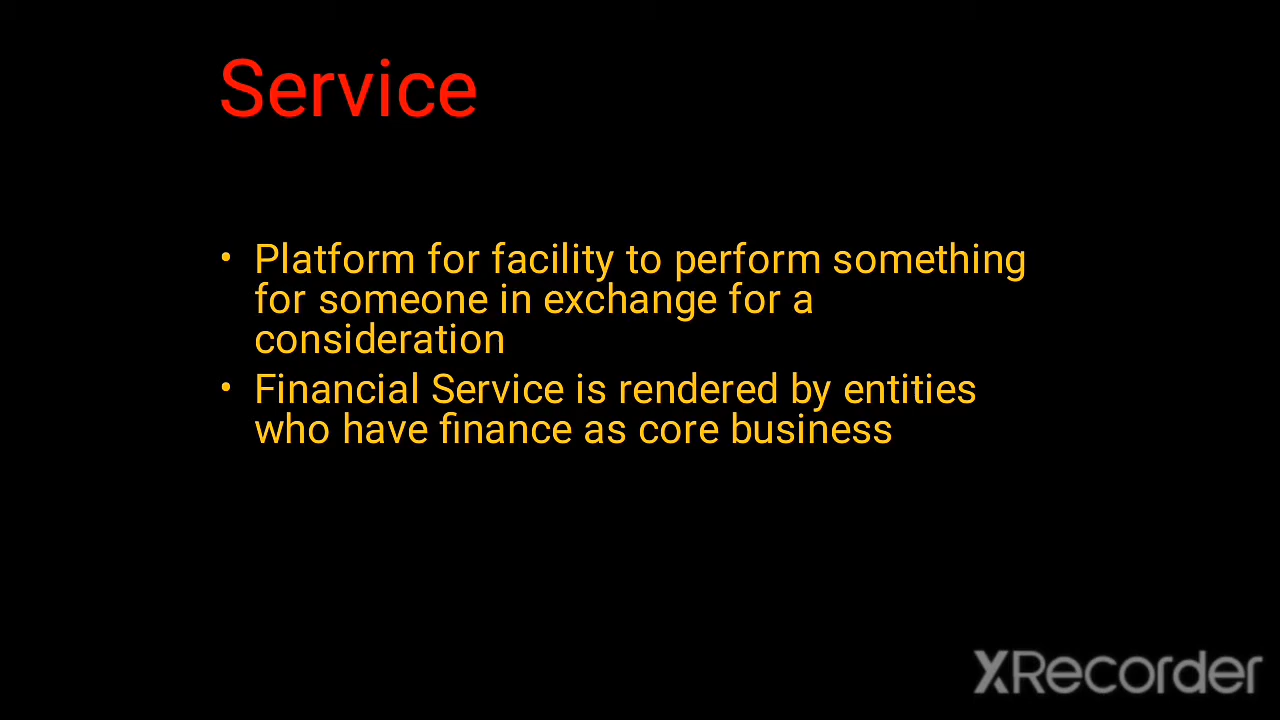 Service
• Platform for facility to perform something
for someone in exchange for a
consideration
• Financial Service is rendered by entities
who have finance as core business
XRecorder